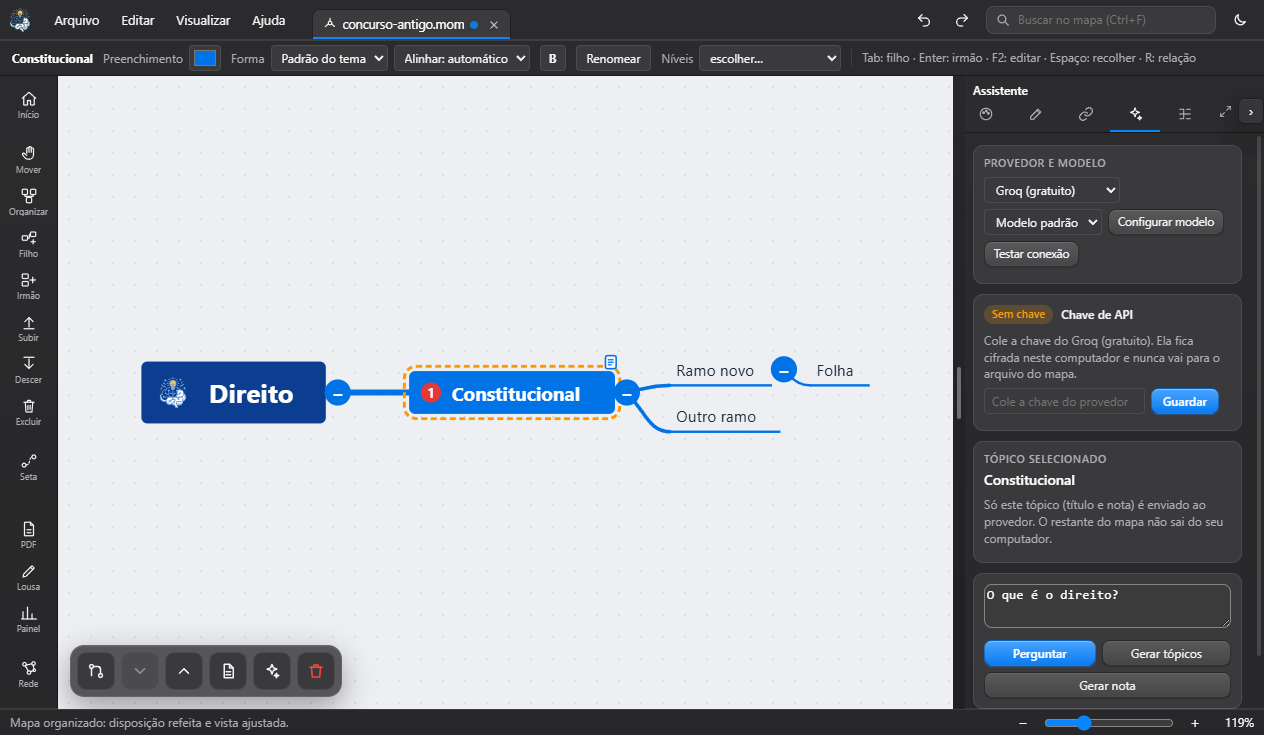 Arquivo Editar Visualizar Ajuda
concurso-antigo.mom
Buscar no mapa (Ctrl+F)
Constitucional Preenchimento Forma Padrão do tema Alinhar: automático B Renomear Níveis escolher... Tab: filho · Enter: irmão · F2: editar · Espaço: recolher · R: relação
Início
Mover
Organizar
Filho
Irmão
Subir
Descer
Excluir
Seta
PDF
Lousa
Painel
Rede
Direito
1 Constitucional
Ramo novo
Folha
Outro ramo
Assistente
PROVEDOR E MODELO
Groq (gratuito)
Modelo padrão Configurar modelo
Testar conexão
Sem chave Chave de API
Cole a chave do Groq (gratuito). Ela fica
cifrada neste computador e nunca vai para o
arquivo do mapa.
Cole a chave do provedor Guardar
TÓPICO SELECIONADO
Constitucional
Só este tópico (título e nota) é enviado ao
provedor. O restante do mapa não sai do seu
computador.
O que é o direito?
Perguntar Gerar tópicos
Gerar nota
Mapa organizado: disposição refeita e vista ajustada.
119%